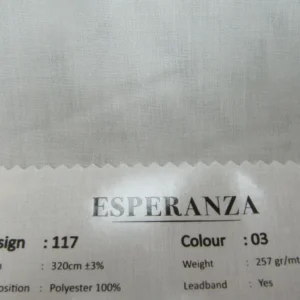 ESPERANZA
sign : 117 Colour : 03
: 320cm ±3% Weight : 257 gr/mt
osition : Polyester 100% Leadband : Yes